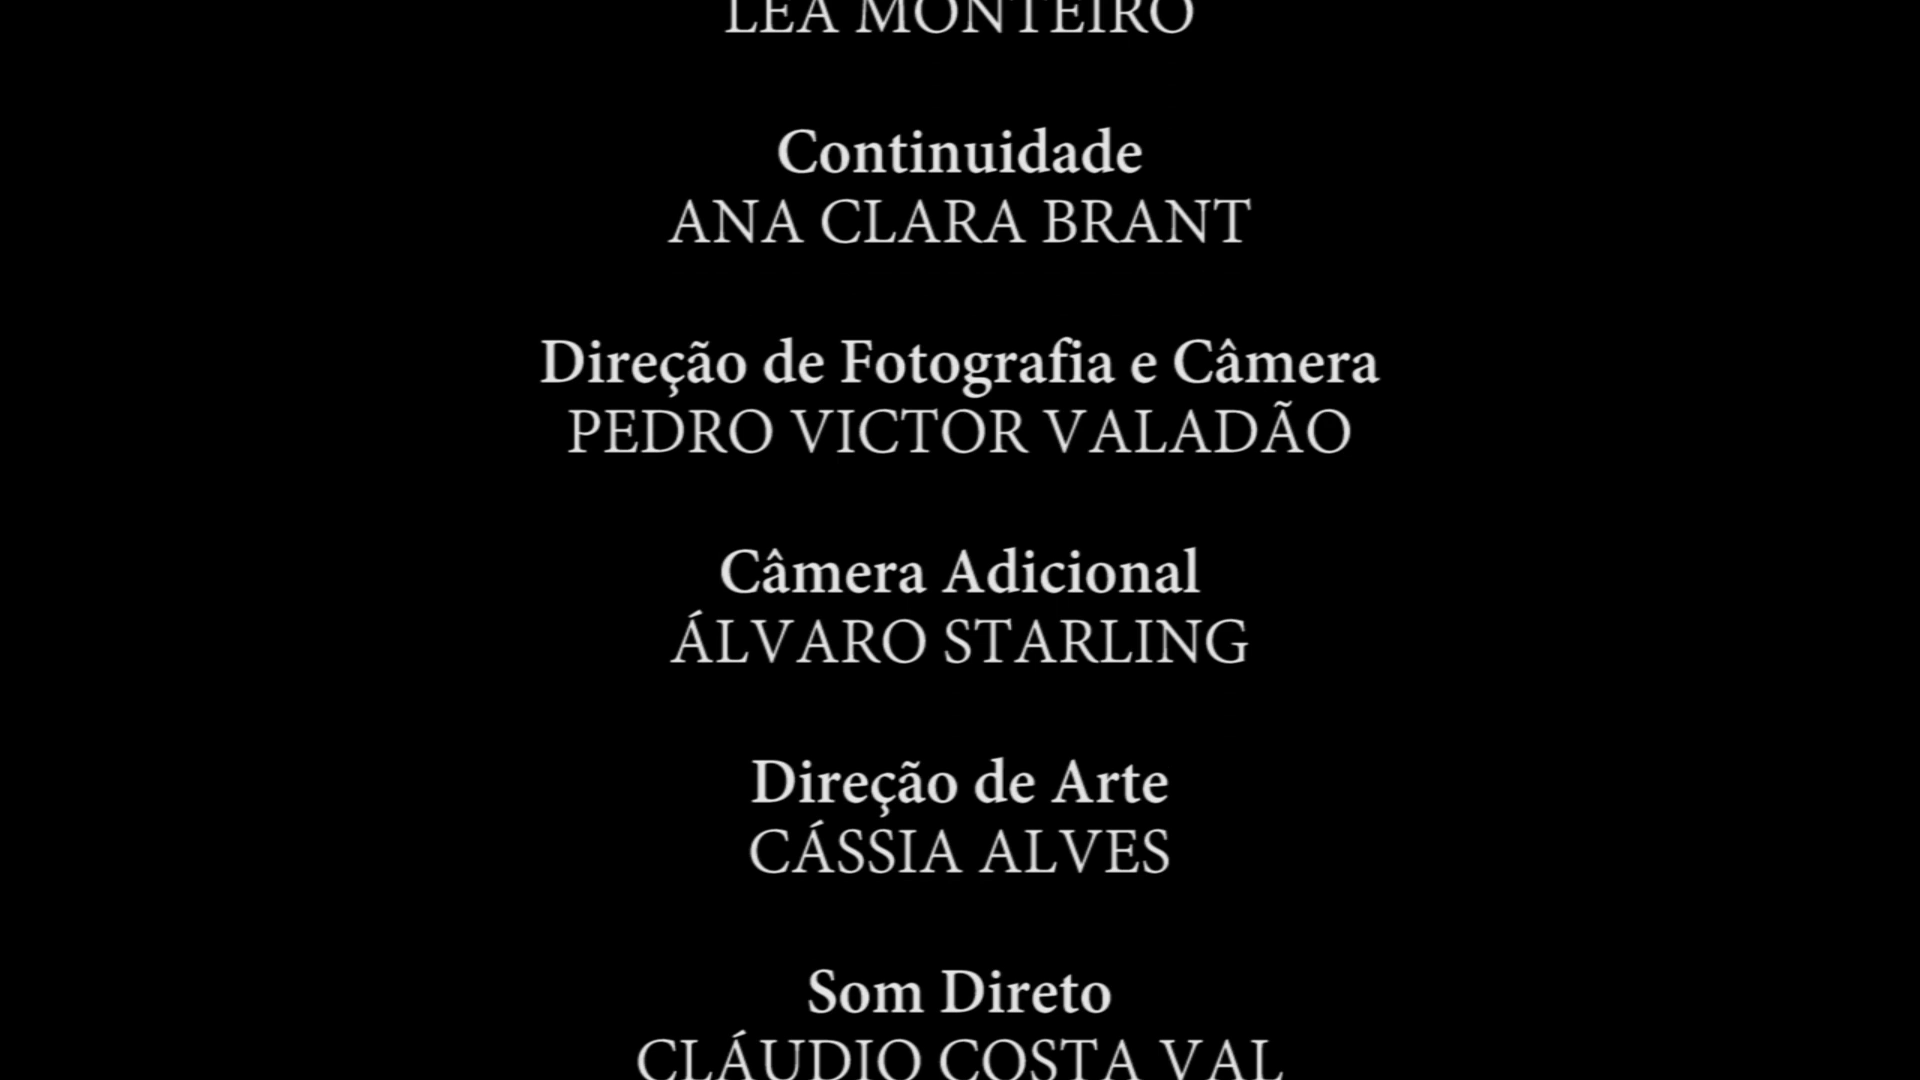 LEA MONTEIRO
Continuidade
ANA CLARA BRANT
Direção de Fotografia e Câmera
PEDRO VICTOR VALADÃO
Câmera Adicional
ÁLVARO STARLING
Direção de Arte
CÁSSIA ALVES
Som Direto
CLÁUDIO COSTA VAL